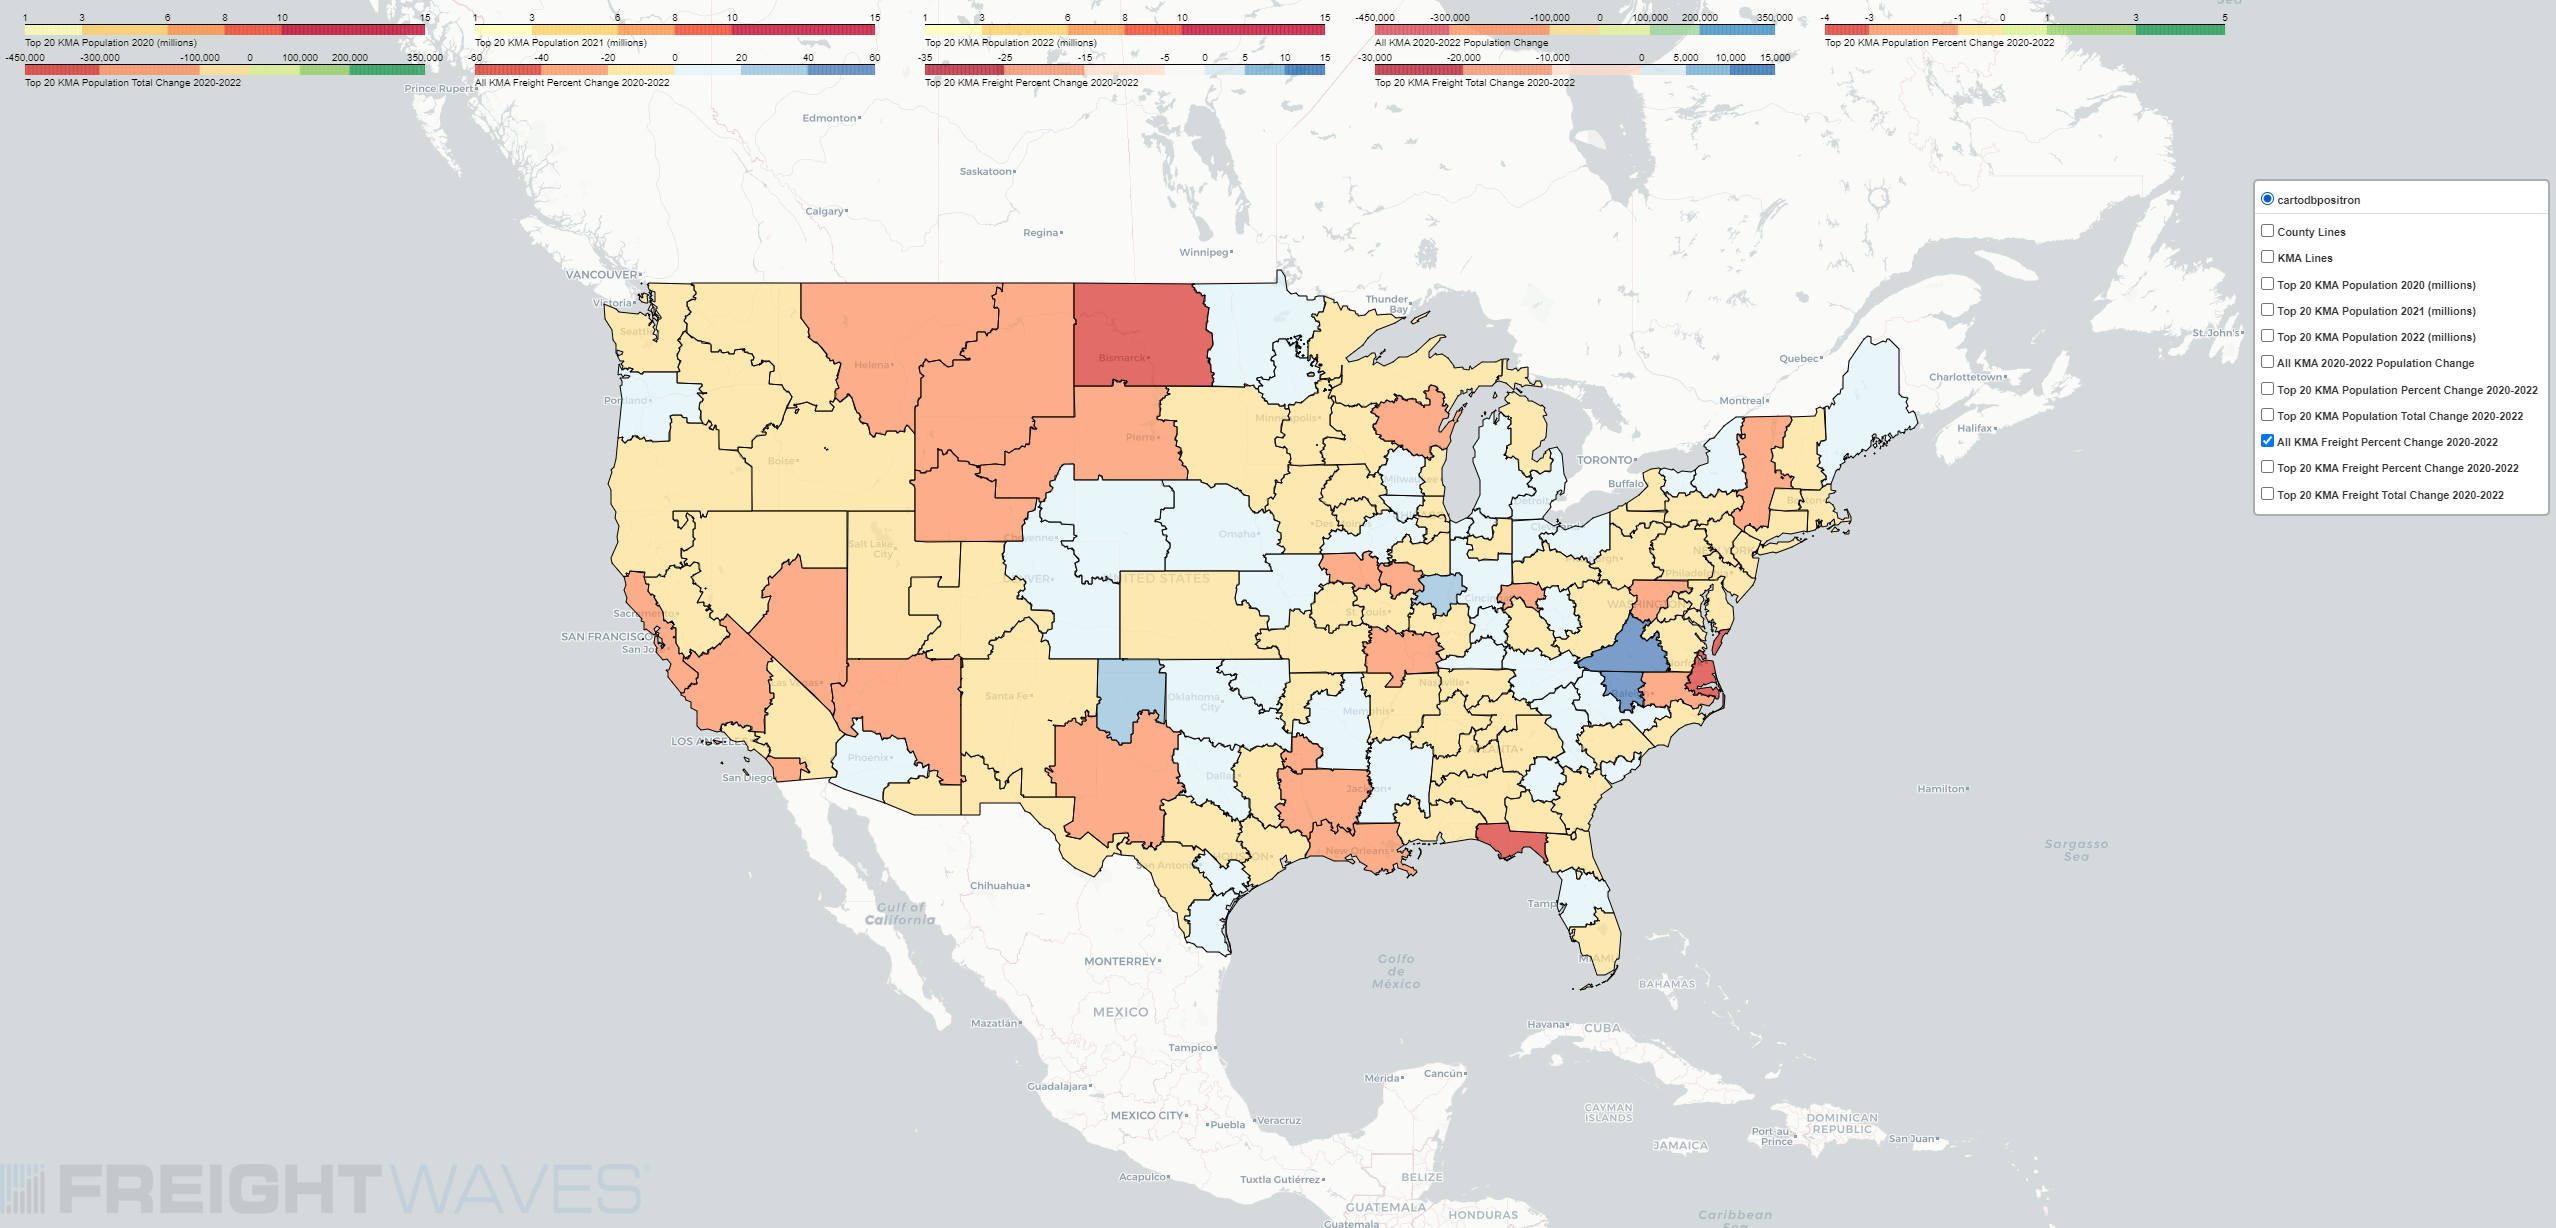 1 3 6 8 10 15
Top 20 KMA Population 2020 (millions)
1 3 6 8 10 15
Top 20 KMA Population 2021 (millions)
1 3 6 8 10 15
Top 20 KMA Population 2022 (millions)
-450,000 -300,000 -100,000 0 100,000 200,000 350,000
All KMA 2020-2022 Population Change
-4 -3 -1 0 1 3 5
Top 20 KMA Population Percent Change 2020-2022
-450,000 -300,000 -100,000 0 100,000 200,000 350,000
Top 20 KMA Population Total Change 2020-2022
-60 -40 -20 0 20 40 60
All KMA Freight Percent Change 2020-2022
-35 -25 -15 -5 0 5 10 15
Top 20 KMA Freight Percent Change 2020-2022
-30,000 -20,000 -10,000 0 5,000 10,000 15,000
Top 20 KMA Freight Total Change 2020-2022
Sea
Prince Rupert
Edmonton
Saskatoon
Calgary
Regina
Winnipeg
VANCOUVER
Victoria
Thunder
Bay
St. John's
Quebec
Charlottetown
Montreal
Halifax
TORONTO
Buffalo
Seattle
Helena
Bismarck
Portland
Pierre
Minneapolis
Boise
Milwaukee
Detroit
Boston
Salt Lake
City
Cheyenne
Omaha
Des Moines
CHICAGO
Cleveland
NEW YORK
Pittsburgh
Philadelphia
DENVER
UNITED STATES
Cincinnati
WASHINGTON
Sacramento
St. Louis
SAN FRANCISCO
San Jose
Norfolk
Las Vegas
Santa Fe
Oklahoma
City
Nashville
Raleigh
Memphis
LOS ANGELES
ATLANTA
Phoenix
San Diego
Dallas
Jackson
Hamilton
San Antonio
HOUSTON
New Orleans
Sargasso
Sea
Chihuahua
Gulf of
California
Tampa
MONTERREY
MIAMI
Golfo
de
México
BAHAMAS
MEXICO
Mazatlán
Havana
CUBA
Tampico
Mérida
Cancún
Guadalajara
MEXICO CITY
Veracruz
Puebla
CAYMAN
ISLANDS
JAMAICA
DOMINICAN
REPUBLIC
Port-au
Prince
San Juan
Acapulco
Tuxtla Gutiérrez
BELIZE
GUATEMALA
HONDURAS
Guatemala
Caribbean
Sea
cartodbpositron
County Lines
KMA Lines
Top 20 KMA Population 2020 (millions)
Top 20 KMA Population 2021 (millions)
Top 20 KMA Population 2022 (millions)
All KMA 2020-2022 Population Change
Top 20 KMA Population Percent Change 2020-2022
Top 20 KMA Population Total Change 2020-2022
All KMA Freight Percent Change 2020-2022
Top 20 KMA Freight Percent Change 2020-2022
Top 20 KMA Freight Total Change 2020-2022
FREIGHTWAVES